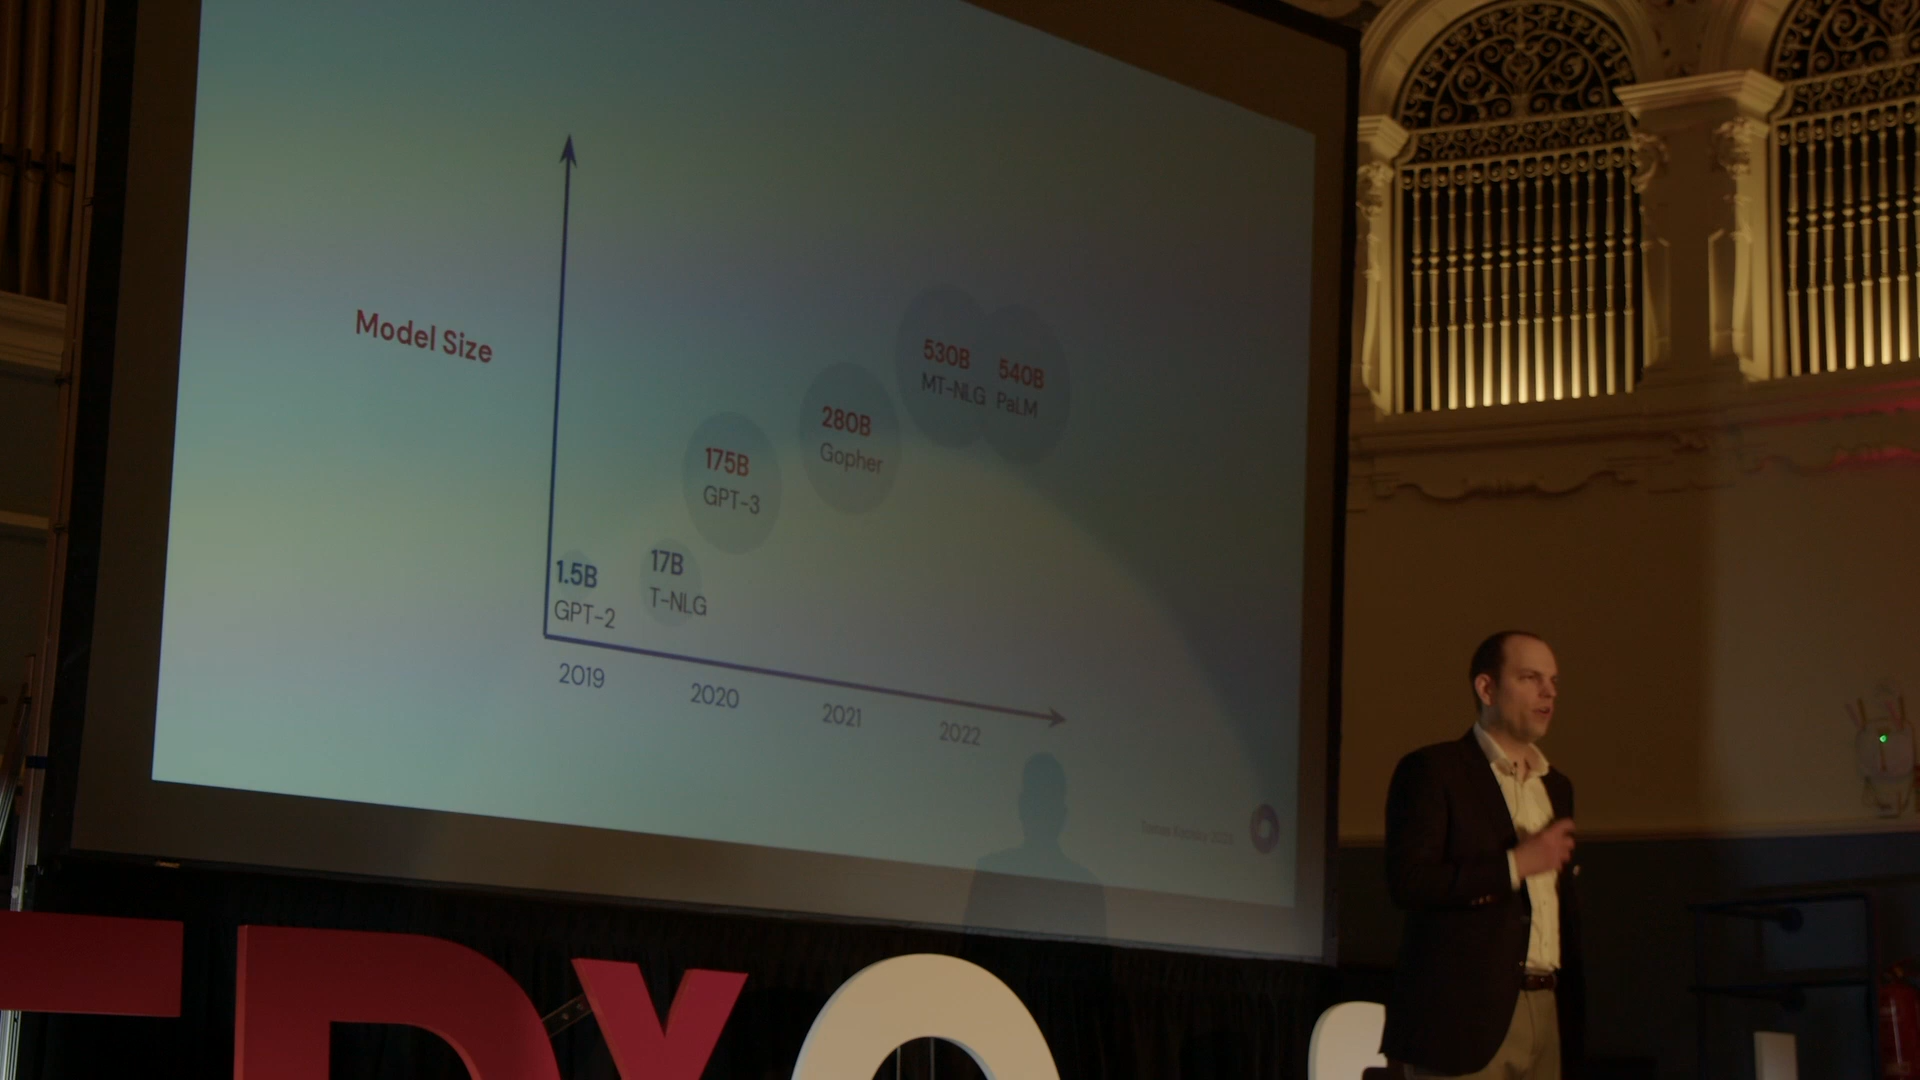 Model Size
530B
MT-NLG
540B
PaLM
280B
Gopher
175B
GPT-3
17B
T-NLG
1.5B
GPT-2
2019
2020
2021
2022